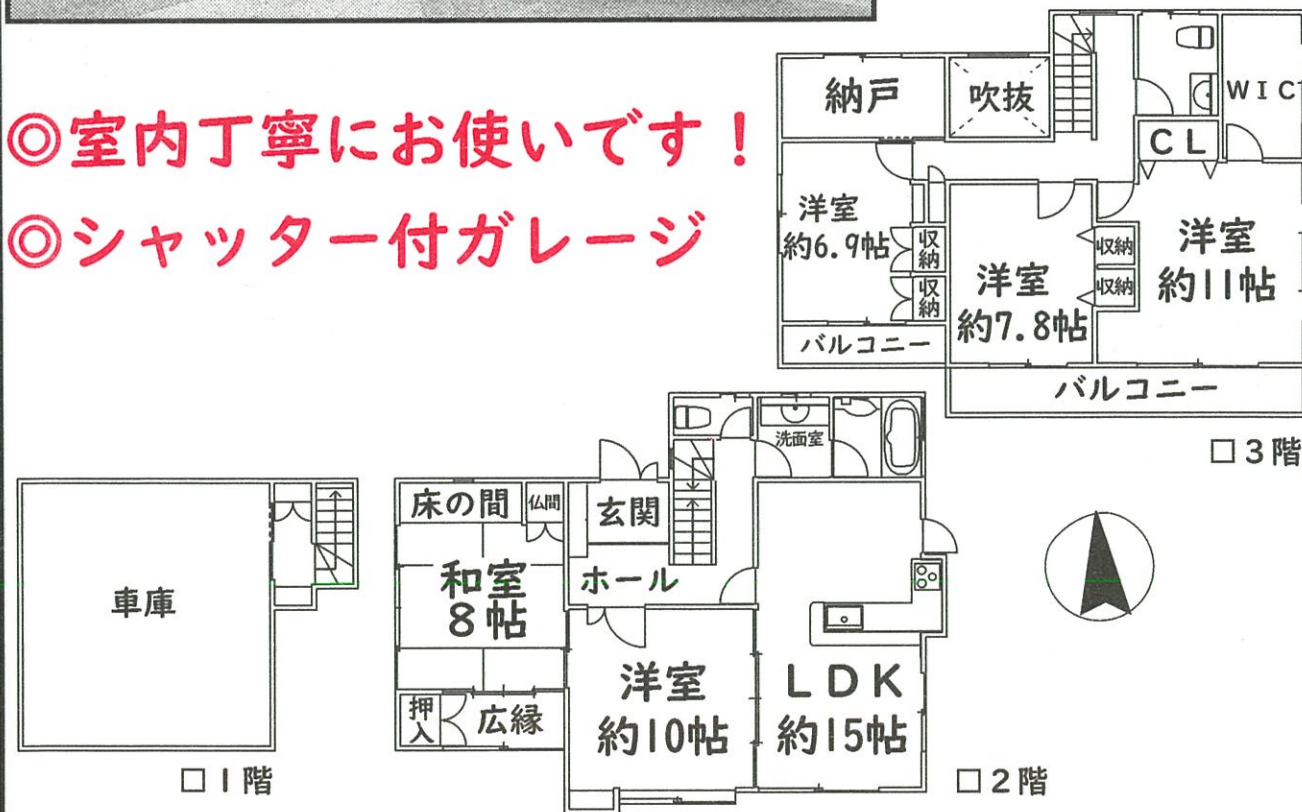 ◎室内丁寧にお使いです!
◎シャッター付ガレージ
納戸
吹抜
WIC
CL
洋室
約6.9帖
収納
収納
洋室
約7.8帖
収納
収納
洋室
約11帖
バルコニー
バルコニー
□3階
洗面室
床の間
仏間
玄関
和室
8帖
ホール
押入
広縁
洋室
約10帖
LDK
約15帖
□2階
車庫
□1階